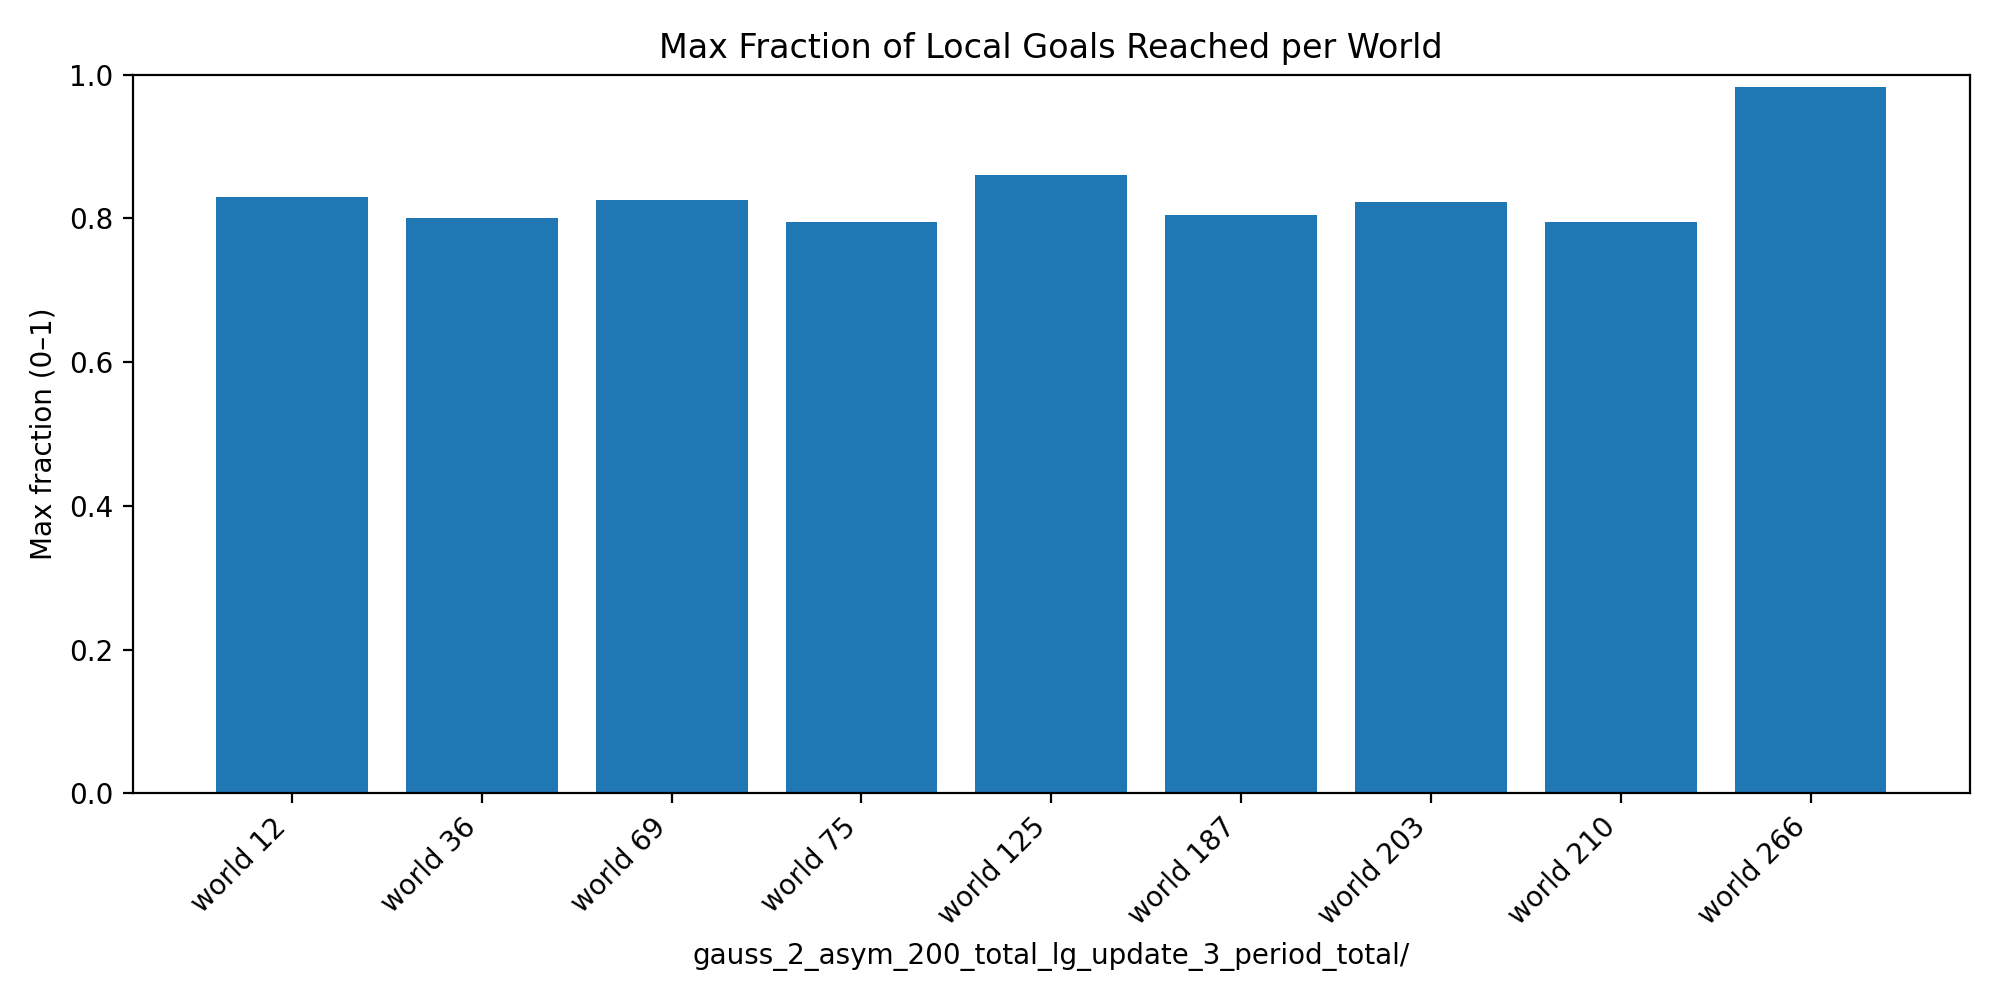 Max Fraction of Local Goals Reached per World
Max fraction (0–1)
1.0
0.8
0.6
0.4
0.2
0.0
world 12
world 36
world 69
world 75
world 125
world 187
world 203
world 210
world 266
gauss_2_asym_200_total_lg_update_3_period_total/